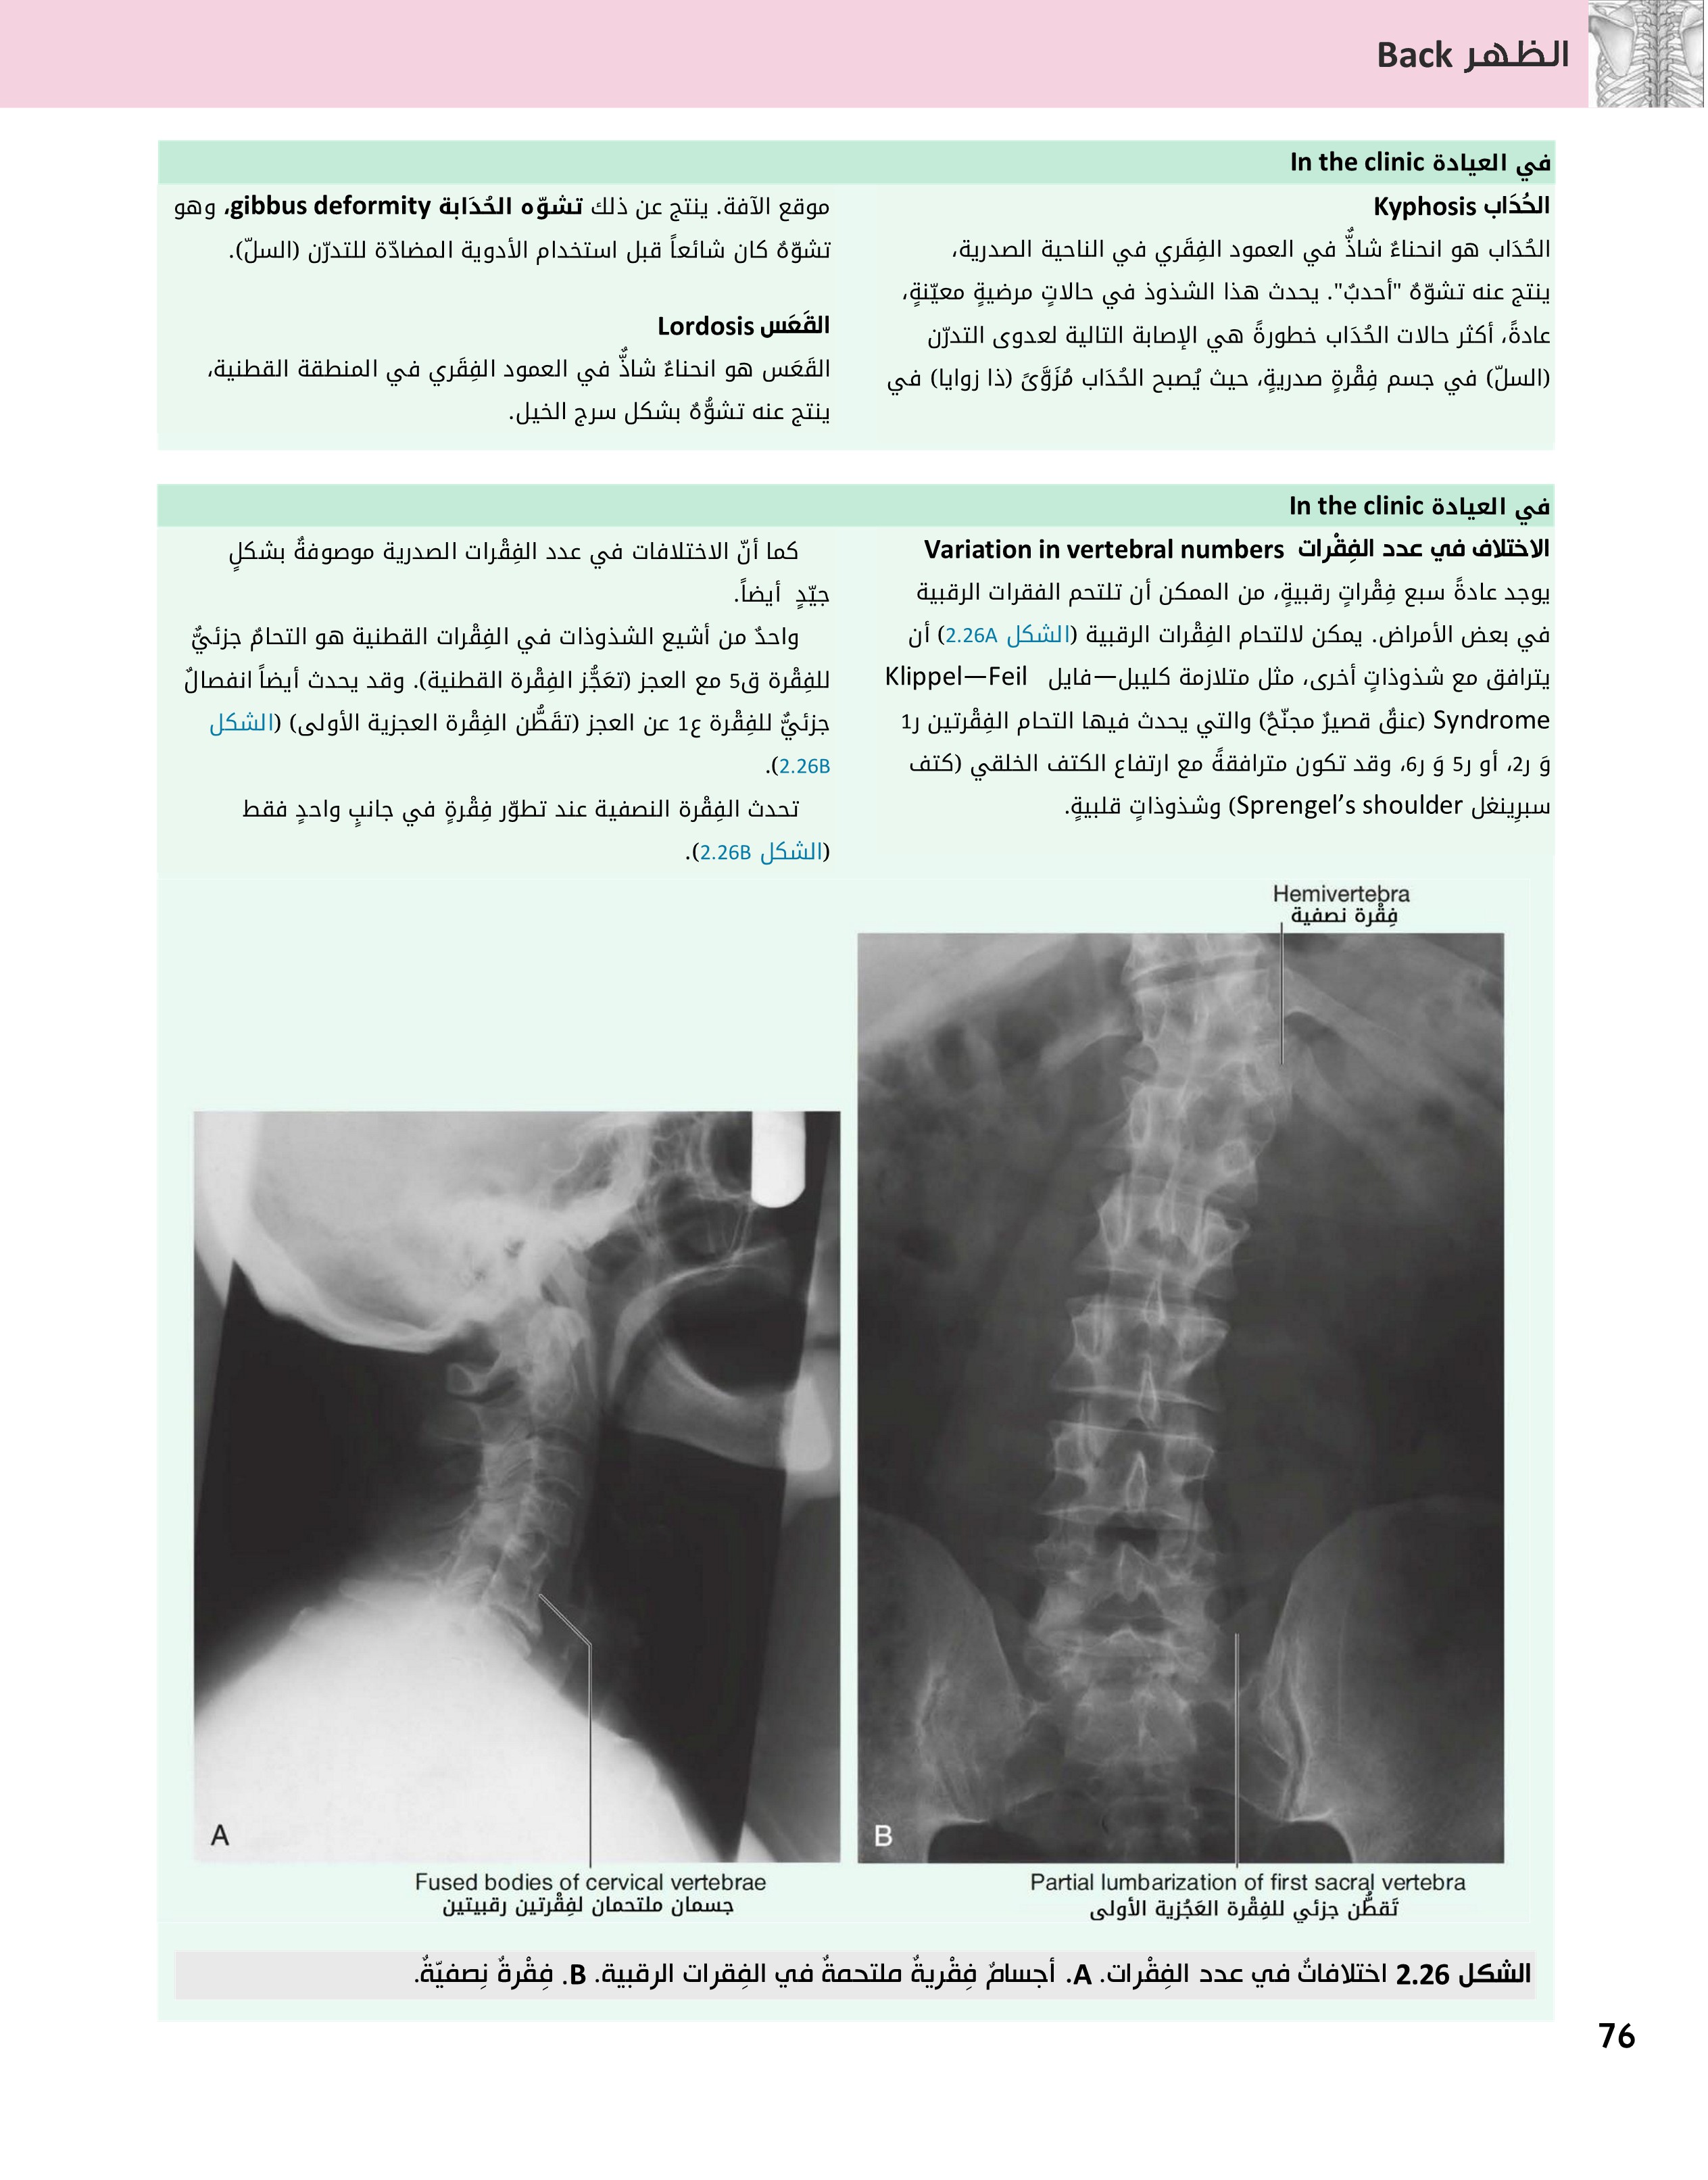 الظهر Back
في العيادة In the clinic
الحُدَاب Kyphosis
الحُدَاب هو انحناءٌ شاذٌّ في العمود الفِقَري في الناحية الصدرية،
ينتج عنه تشوّهٌ "أحدبٌ". يحدث هذا الشذوذ في حالاتٍ مرضيةٍ معيّنةٍ،
عادةً، أكثر حالات الحُدَاب خطورةً هي الإصابة التالية لعدوى التدرّن
(السلّ) في جسم فِقْرةٍ صدريةٍ، حيث يُصبح الحُدَاب مُزَوَّىً (ذا زوايا) في
موقع الآفة. ينتج عن ذلك تشوّه الحُدَابة gibbus deformity، وهو
تشوّهٌ كان شائعاً قبل استخدام الأدوية المضادّة للتدرّن (السلّ).
القَعَس Lordosis
القَعَس هو انحناءٌ شاذٌّ في العمود الفِقَري في المنطقة القطنية،
ينتج عنه تشوُّهٌ بشكل سرج الخيل.
في العيادة In the clinic
الاختلاف في عدد الفِقْرات Variation in vertebral numbers
يوجد عادةً سبع فِقْراتٍ رقبيةٍ، من الممكن أن تلتحم الفقرات الرقبية
في بعض الأمراض. يمكن لالتحام الفِقْرات الرقبية (الشكل 2.26A) أن
يترافق مع شذوذاتٍ أخرى، مثل متلازمة كليبل—فايل Klippel—Feil
Syndrome (عنقٌ قصيرٌ مجنّحٌ) والتي يحدث فيها التحام الفِقْرتين ر1
وَ ر2، أو ر5 وَ ر6، وقد تكون مترافقةً مع ارتفاع الكتف الخلقي (كتف
سبرِينغل Sprengel’s shoulder) وشذوذاتٍ قلبيةٍ.
كما أنّ الاختلافات في عدد الفِقْرات الصدرية موصوفةٌ بشكلٍ
جيّدٍ أيضاً.
واحدٌ من أشيع الشذوذات في الفِقْرات القطنية هو التحامٌ جزئيٌّ
للفِقْرة ق5 مع العجز (تعَجُّز الفِقْرة القطنية). وقد يحدث أيضاً انفصالٌ
جزئيٌّ للفِقْرة ع1 عن العجز (تقَطُّن الفِقْرة العجزية الأولى) (الشكل
2.26B).
تحدث الفِقْرة النصفية عند تطوّر فِقْرةٍ في جانبٍ واحدٍ فقط
(الشكل 2.26B).
Hemivertebra
فِقْرة نصفية
A
B
Fused bodies of cervical vertebrae
جسمان ملتحمان لفِقْرتين رقبيتين
Partial lumbarization of first sacral vertebra
تَقطُّن جزئي للفِقْرة العَجُزية الأولى
الشكل 2.26 اختلافاتٌ في عدد الفِقْرات. A. أجسامٌ فِقْريةٌ ملتحمةٌ في الفِقرات الرقبية. B. فِقْرةٌ نِصفيّةٌ.
76